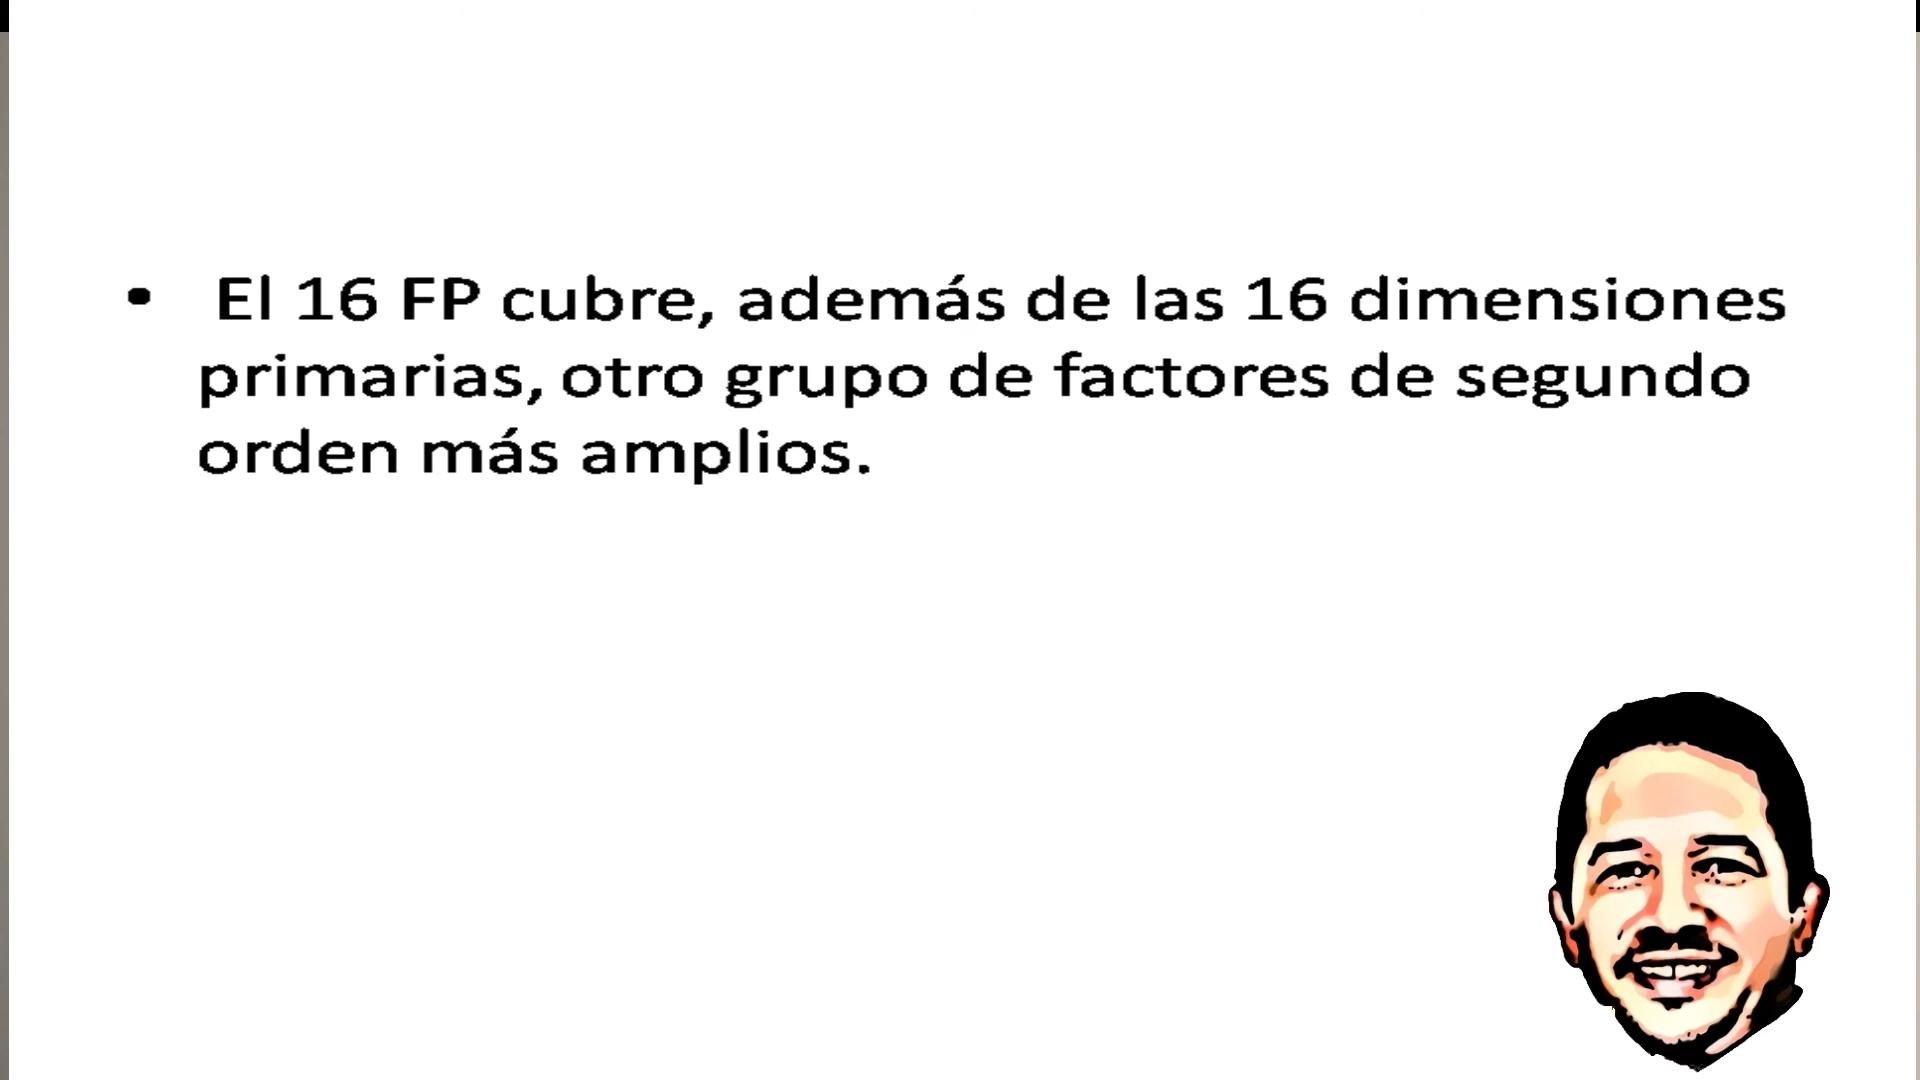 • El 16 FP cubre, además de las 16 dimensiones
primarias, otro grupo de factores de segundo
orden más amplios.